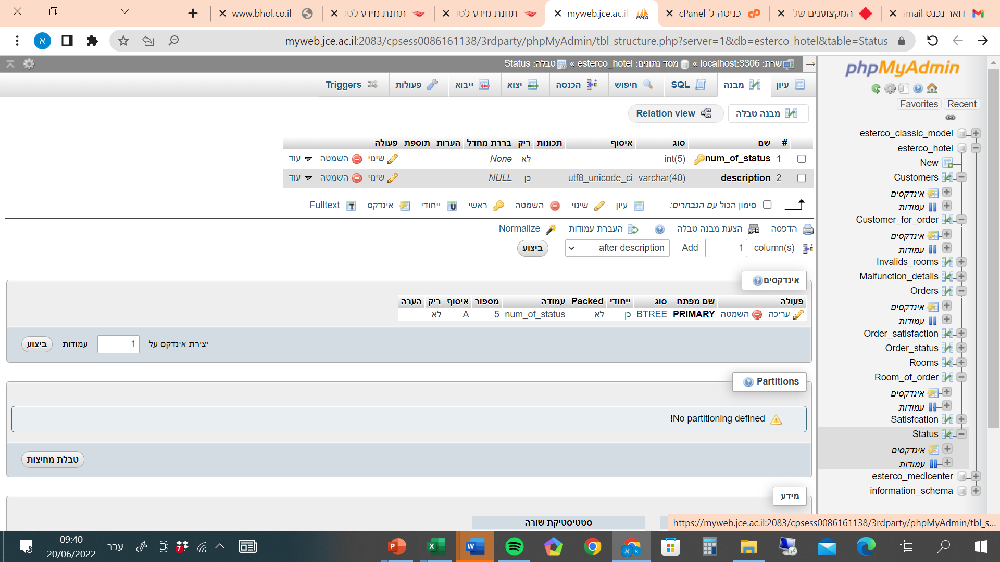 www.bhol.co.il
תחנת מידע לסט
תחנת מידע לסט
myweb.jce.ac.il
כניסה ל-cPanel
המקצוענים של
דואר נכנס
myweb.jce.ac.il:2083/cpsess0086161138/3rdparty/phpMyAdmin/tbl_structure.php?server=1&db=esterco_hotel&table=Status
שרת: localhost:3306 » מסד נתונים: esterco_hotel » טבלה: Status
עיון
מבנה
SQL
חיפוש
הכנסה
יצוא
ייבוא
פעולות
Triggers
מבנה טבלה
Relation view
# שם סוג איסוף תכונות ריק בררת מחדל הערות תוספת פעולה
1 num_of_status int(5) לא None שינוי השמטה עוד
2 description varchar(40) utf8_unicode_ci כן NULL שינוי השמטה עוד
סימון הכול עם הנבחרים: עיון שינוי השמטה ראשי ייחודי אינדקס Fulltext
הדפסה הצעת מבנה טבלה העברת עמודות Normalize
column(s) 1 Add after description ביצוע
אינדקסים
פעולה שם מפתח סוג ייחודי Packed עמודה מספור איסוף ריק הערה
עריכה השמטה PRIMARY BTREE כן לא num_of_status 5 A לא
יצירת אינדקס על 1 עמודות ביצוע
Partitions
!No partitioning defined
טבלת מחיצות
מידע
סטטיסטיקת שורה
phpMyAdmin
Recent Favorites
esterco_classic_model
esterco_hotel
New
Customers
אינדקסים
עמודות
Customer_for_order
אינדקסים
עמודות
Invalids_rooms
Malfunction_details
Orders
אינדקסים
עמודות
Order_satisfaction
Order_status
Rooms
Room_of_order
אינדקסים
עמודות
Satisfcation
Status
אינדקסים
עמודות
esterco_medicenter
information_schema
https://myweb.jce.ac.il:2083/cpsess0086161138/3rdparty/phpMyAdmin/tbl_s...
עבר
09:40
20/06/2022